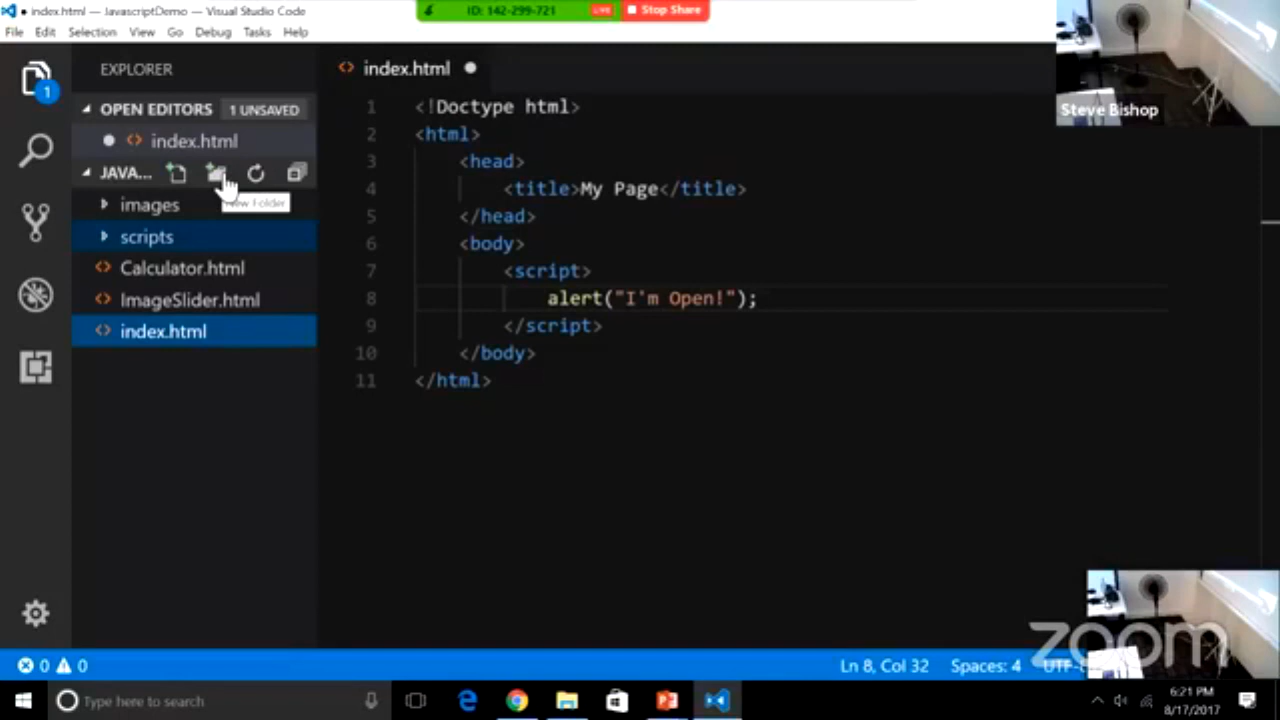 ● index.html — JavascriptDemo — Visual Studio Code
ID: 142-299-721 LIVE Stop Share
File Edit Selection View Go Debug Tasks Help
Steve Bishop
EXPLORER
1
OPEN EDITORS 1 UNSAVED
index.html
JAVA...
New Folder
images
scripts
Calculator.html
ImageSlider.html
index.html
index.html
1 <!Doctype html>
2 <html>
3 <head>
4 <title>My Page</title>
5 </head>
6 <body>
7 <script>
8 alert("I'm Open!");
9 </script>
10 </body>
11 </html>
zoom
0 0 Ln 8, Col 32 Spaces: 4
Type here to search
6:21 PM
8/17/2017